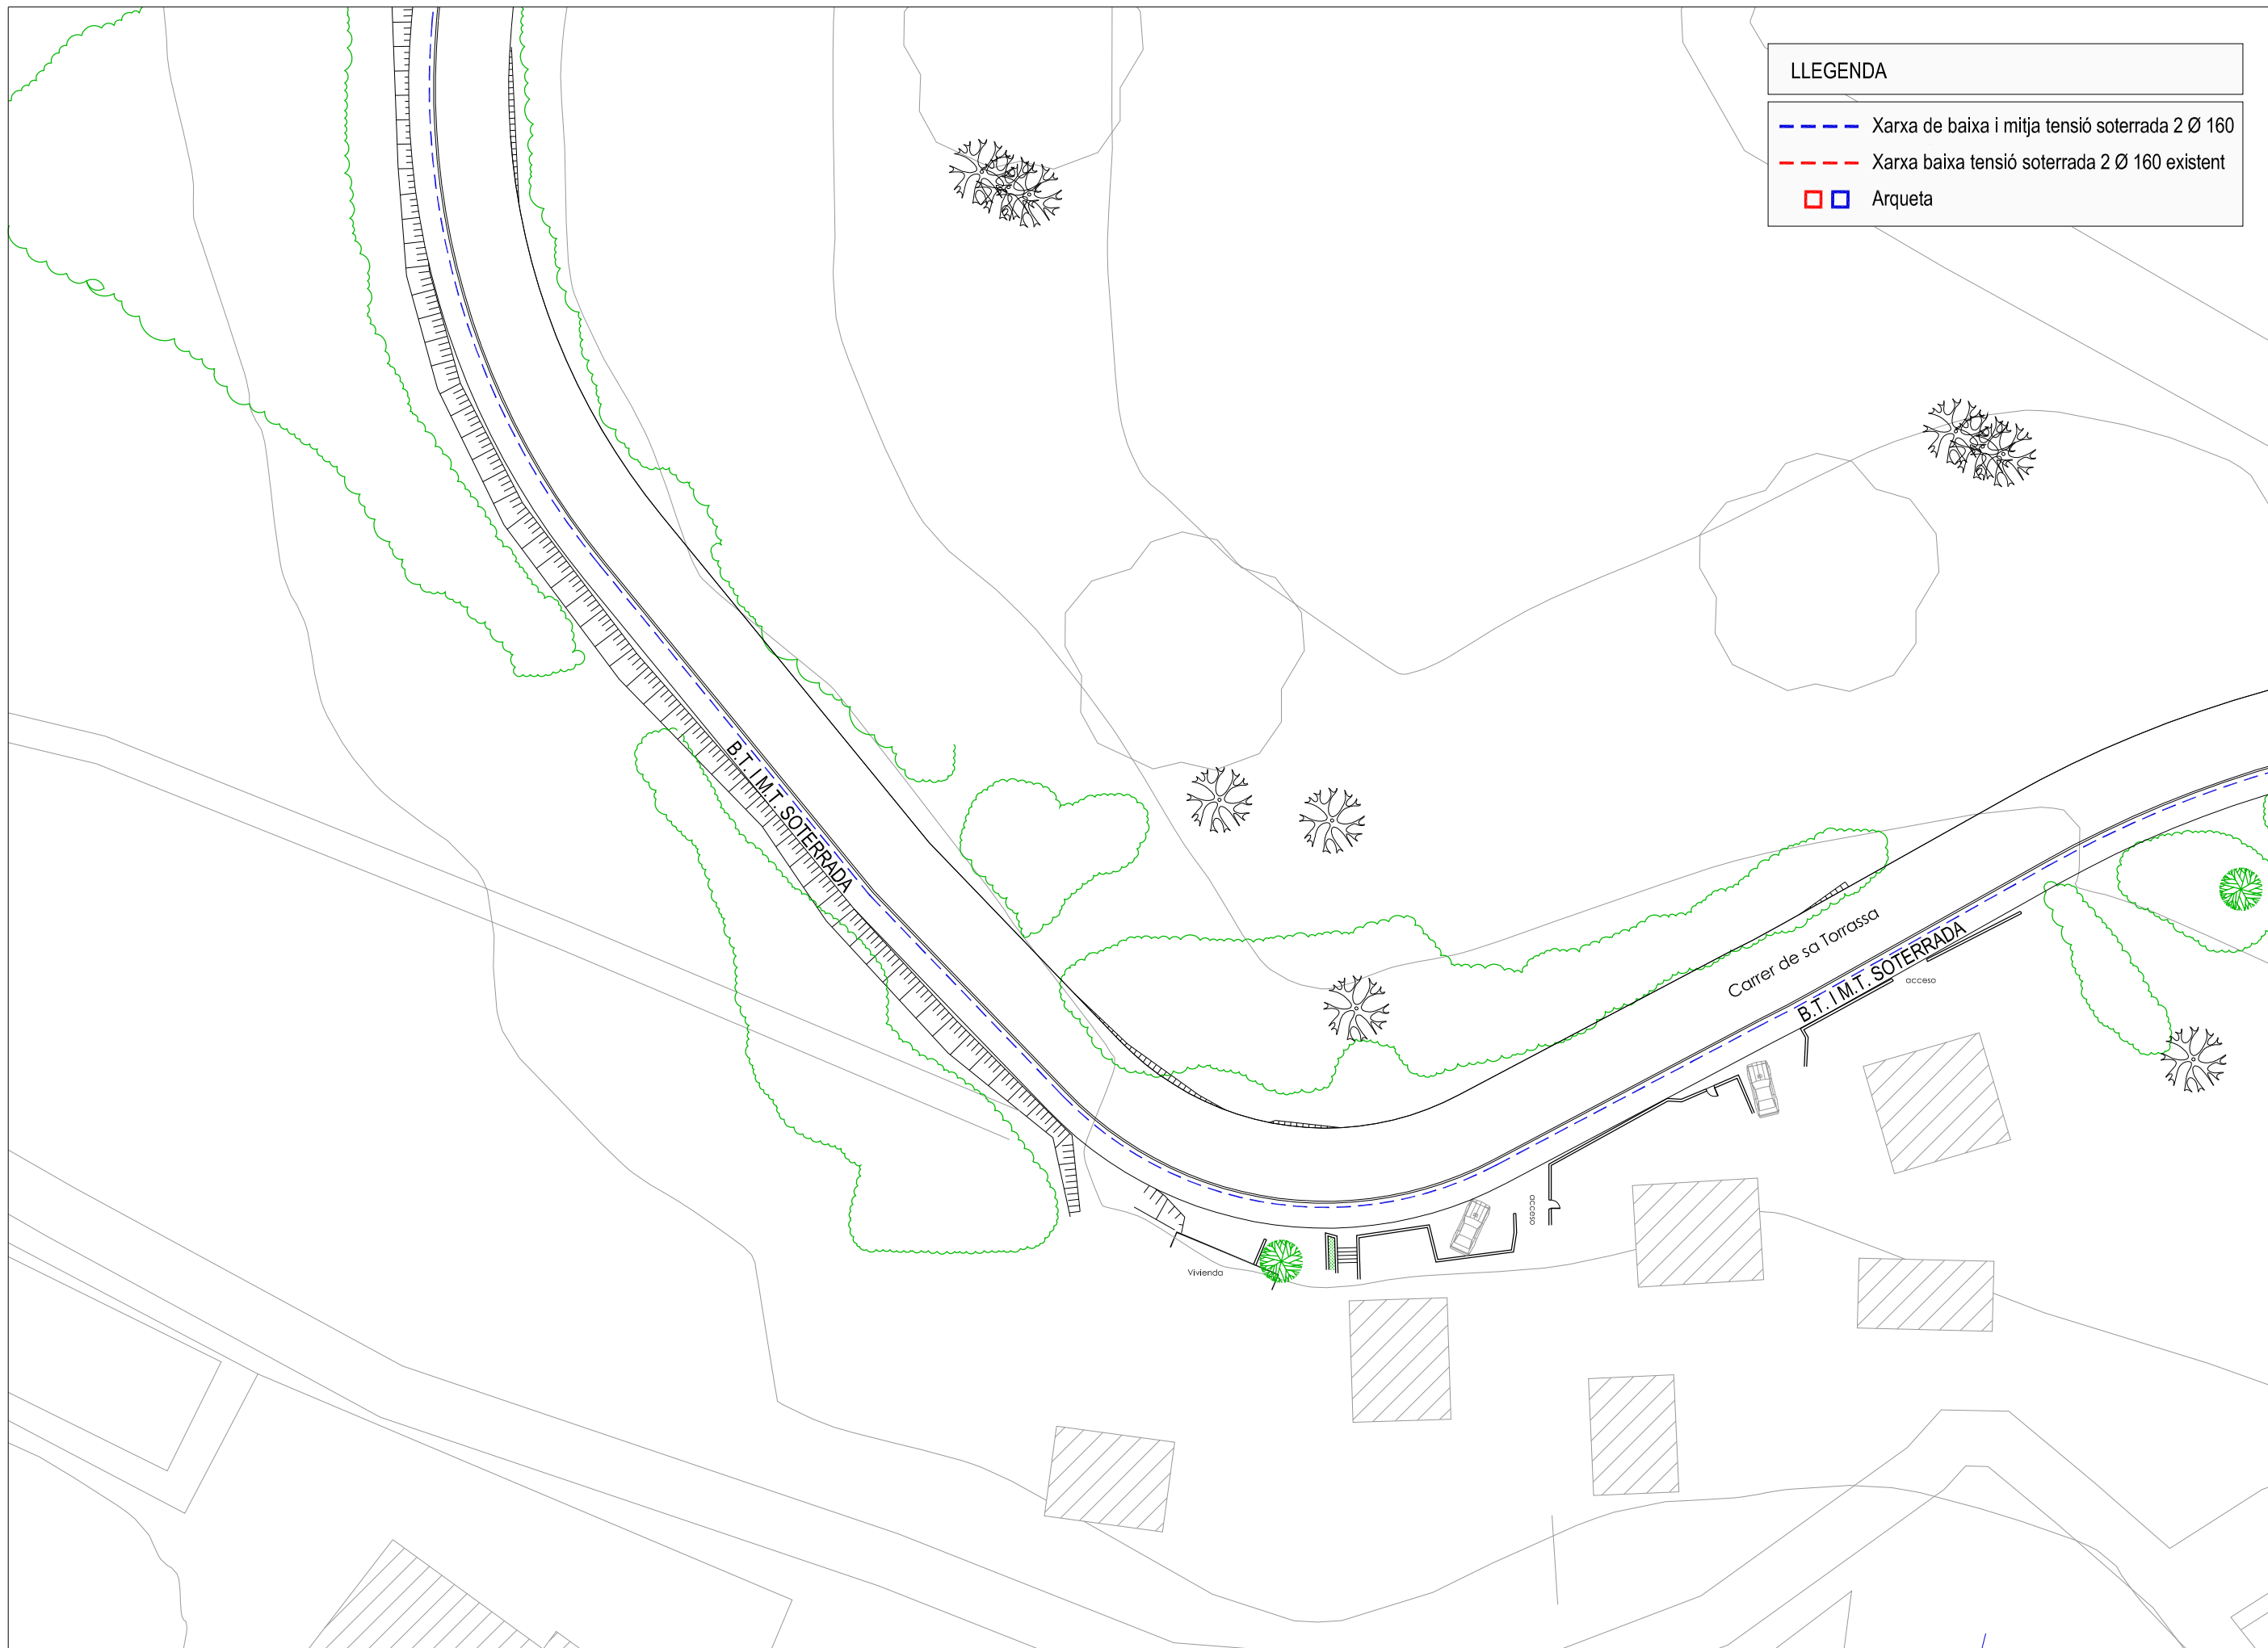 LLEGENDA
Xarxa de baixa i mitja tensió soterrada 2 Ø 160
Xarxa baixa tensió soterrada 2 Ø 160 existent
Arqueta
B.T. I M.T. SOTERRADA
Carrer de sa Torrassa
B.T. I M.T. SOTERRADA
acceso
acceso
Vivienda